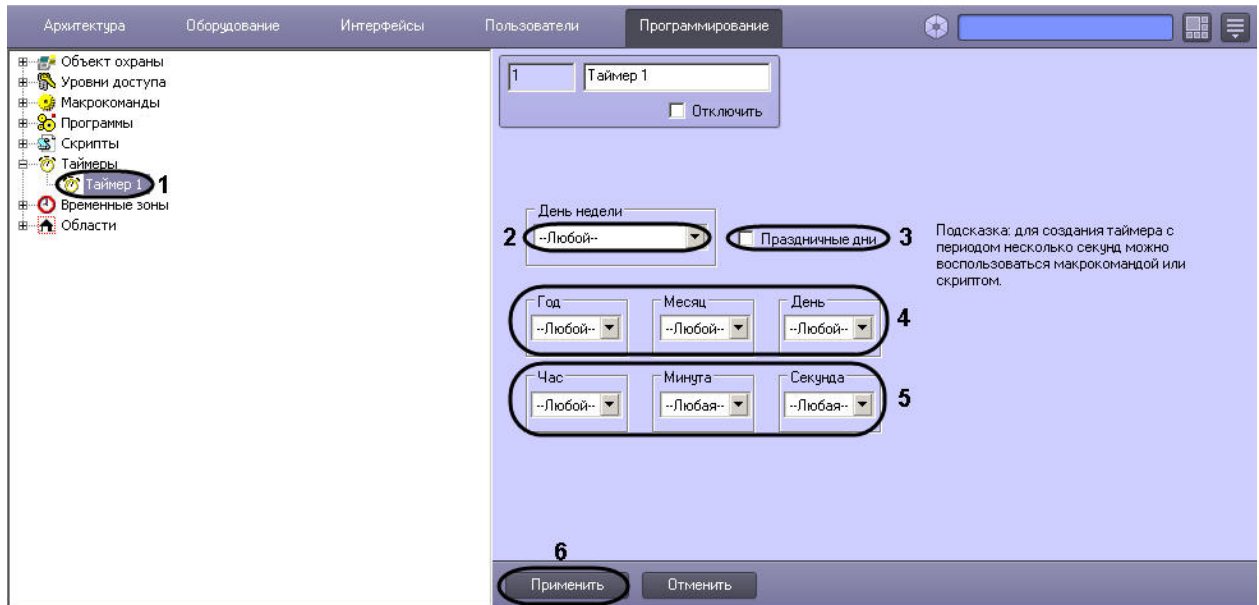 Архитектура Оборудование Интерфейсы Пользователи Программирование
Объект охраны
Уровни доступа
Макрокоманды
Программы
Скрипты
Таймеры
Таймер 1 1
Временные зоны
Области
1 Таймер 1
Отключить
День недели
2 --Любой-- Праздничные дни 3
Подсказка: для создания таймера с
периодом несколько секунд можно
воспользоваться макрокомандой или
скриптом.
Год Месяц День
--Любой-- --Любой-- --Любой-- 4
Час Минута Секунда
--Любой-- --Любая-- --Любая-- 5
6
Применить Отменить